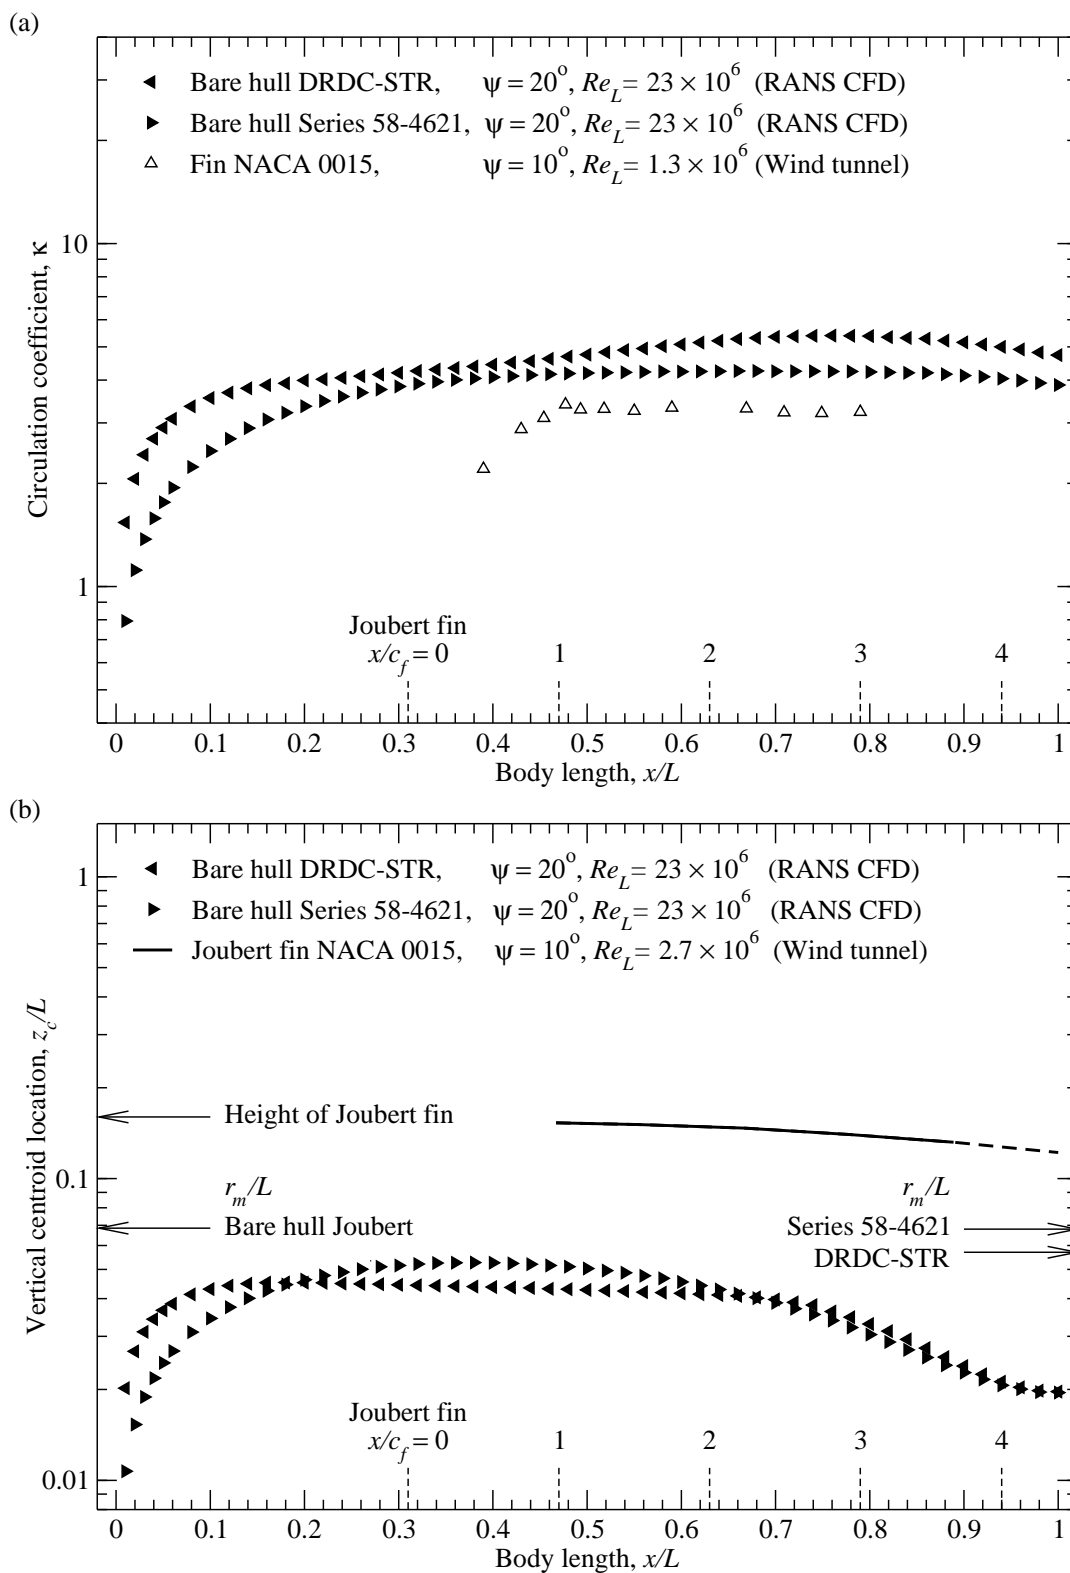 (a)
Bare hull DRDC-STR, ψ = 20°, Re_L = 23 × 10^6 (RANS CFD)
Bare hull Series 58-4621, ψ = 20°, Re_L = 23 × 10^6 (RANS CFD)
Fin NACA 0015, ψ = 10°, Re_L = 1.3 × 10^6 (Wind tunnel)
Circulation coefficient, κ
10
1
Joubert fin
x/c_f = 0 1 2 3 4
0 0.1 0.2 0.3 0.4 0.5 0.6 0.7 0.8 0.9 1
Body length, x/L
(b)
Bare hull DRDC-STR, ψ = 20°, Re_L = 23 × 10^6 (RANS CFD)
Bare hull Series 58-4621, ψ = 20°, Re_L = 23 × 10^6 (RANS CFD)
Joubert fin NACA 0015, ψ = 10°, Re_L = 2.7 × 10^6 (Wind tunnel)
Vertical centroid location, z_c/L
1
0.1
0.01
Height of Joubert fin
r_m/L
Bare hull Joubert
r_m/L
Series 58-4621
DRDC-STR
Joubert fin
x/c_f = 0 1 2 3 4
0 0.1 0.2 0.3 0.4 0.5 0.6 0.7 0.8 0.9 1
Body length, x/L